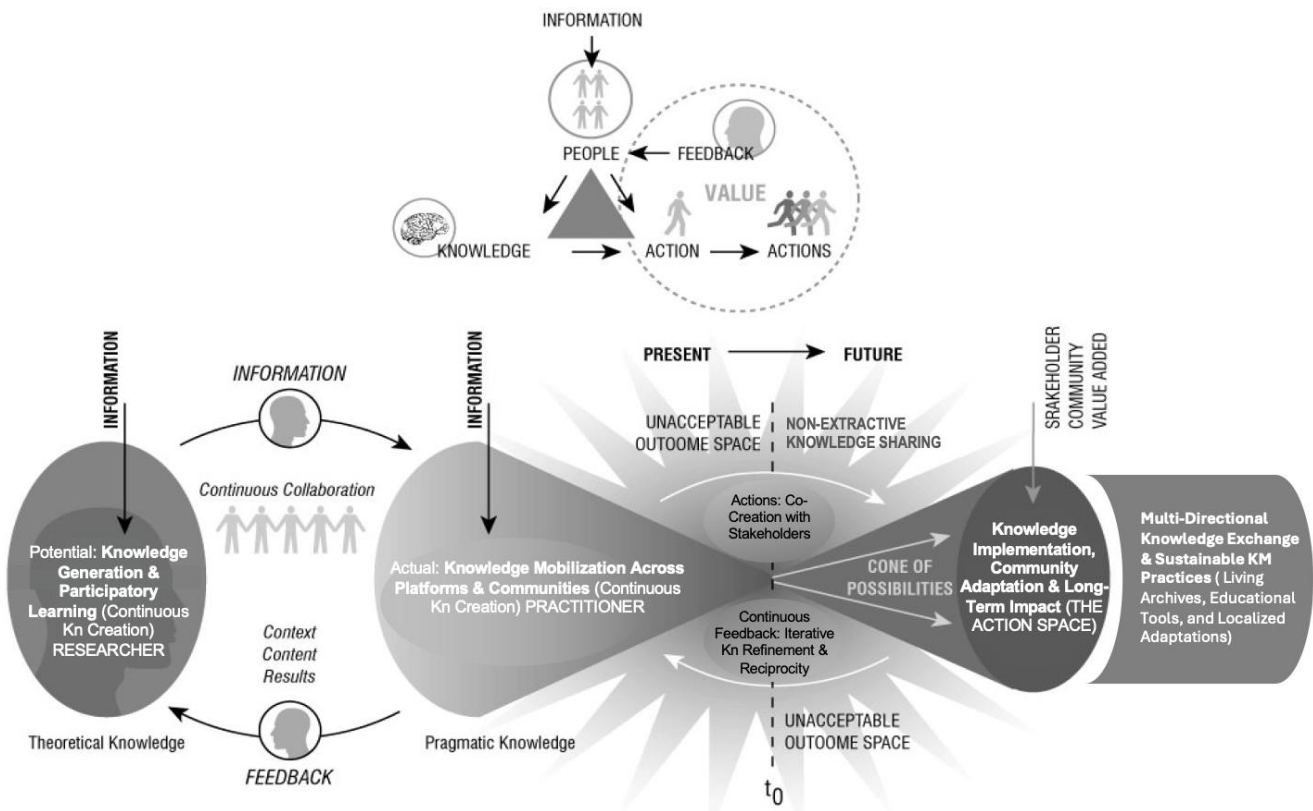 INFORMATION
PEOPLE
FEEDBACK
VALUE
KNOWLEDGE
ACTION
ACTIONS
INFORMATION
INFORMATION
Continuous Collaboration
Potential: Knowledge
Generation &
Participatory
Learning (Continuous
Kn Creation)
RESEARCHER
Context
Content
Results
Theoretical Knowledge
FEEDBACK
INFORMATION
Actual: Knowledge Mobilization Across
Platforms & Communities (Continuous
Kn Creation) PRACTITIONER
Pragmatic Knowledge
PRESENT
FUTURE
UNACCEPTABLE
OUTOOME SPACE
NON-EXTRACTIVE
KNOWLEDGE SHARING
Actions: Co-
Creation with
Stakeholders
CONE OF
POSSIBILITIES
Continuous
Feedback: Iterative
Kn Refinement &
Reciprocity
UNACCEPTABLE
OUTOOME SPACE
t0
SRAKEHOLDER
COMMUNITY
VALUE ADDED
Knowledge
Implementation,
Community
Adaptation & Long-
Term Impact (THE
ACTION SPACE)
Multi-Directional
Knowledge Exchange
& Sustainable KM
Practices ( Living
Archives, Educational
Tools, and Localized
Adaptations)